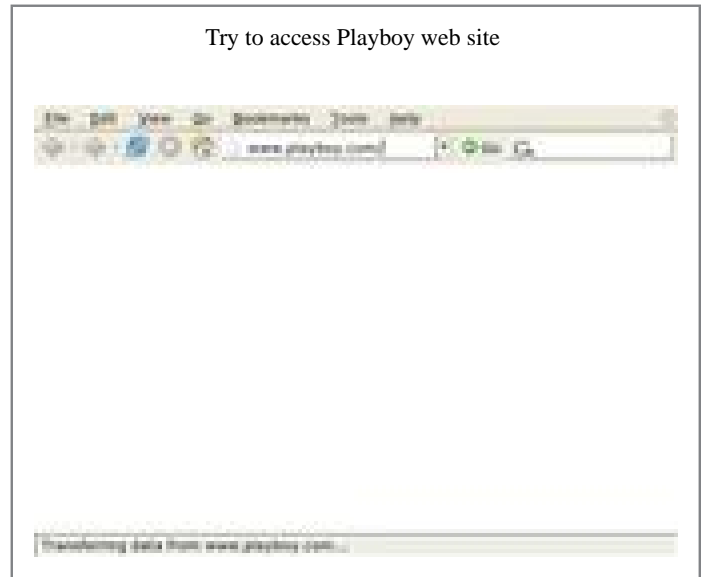 Try to access Playboy web site
File Edit View Go Bookmarks Tools Help
www.playboy.com/ Go
Transferring data from www.playboy.com...